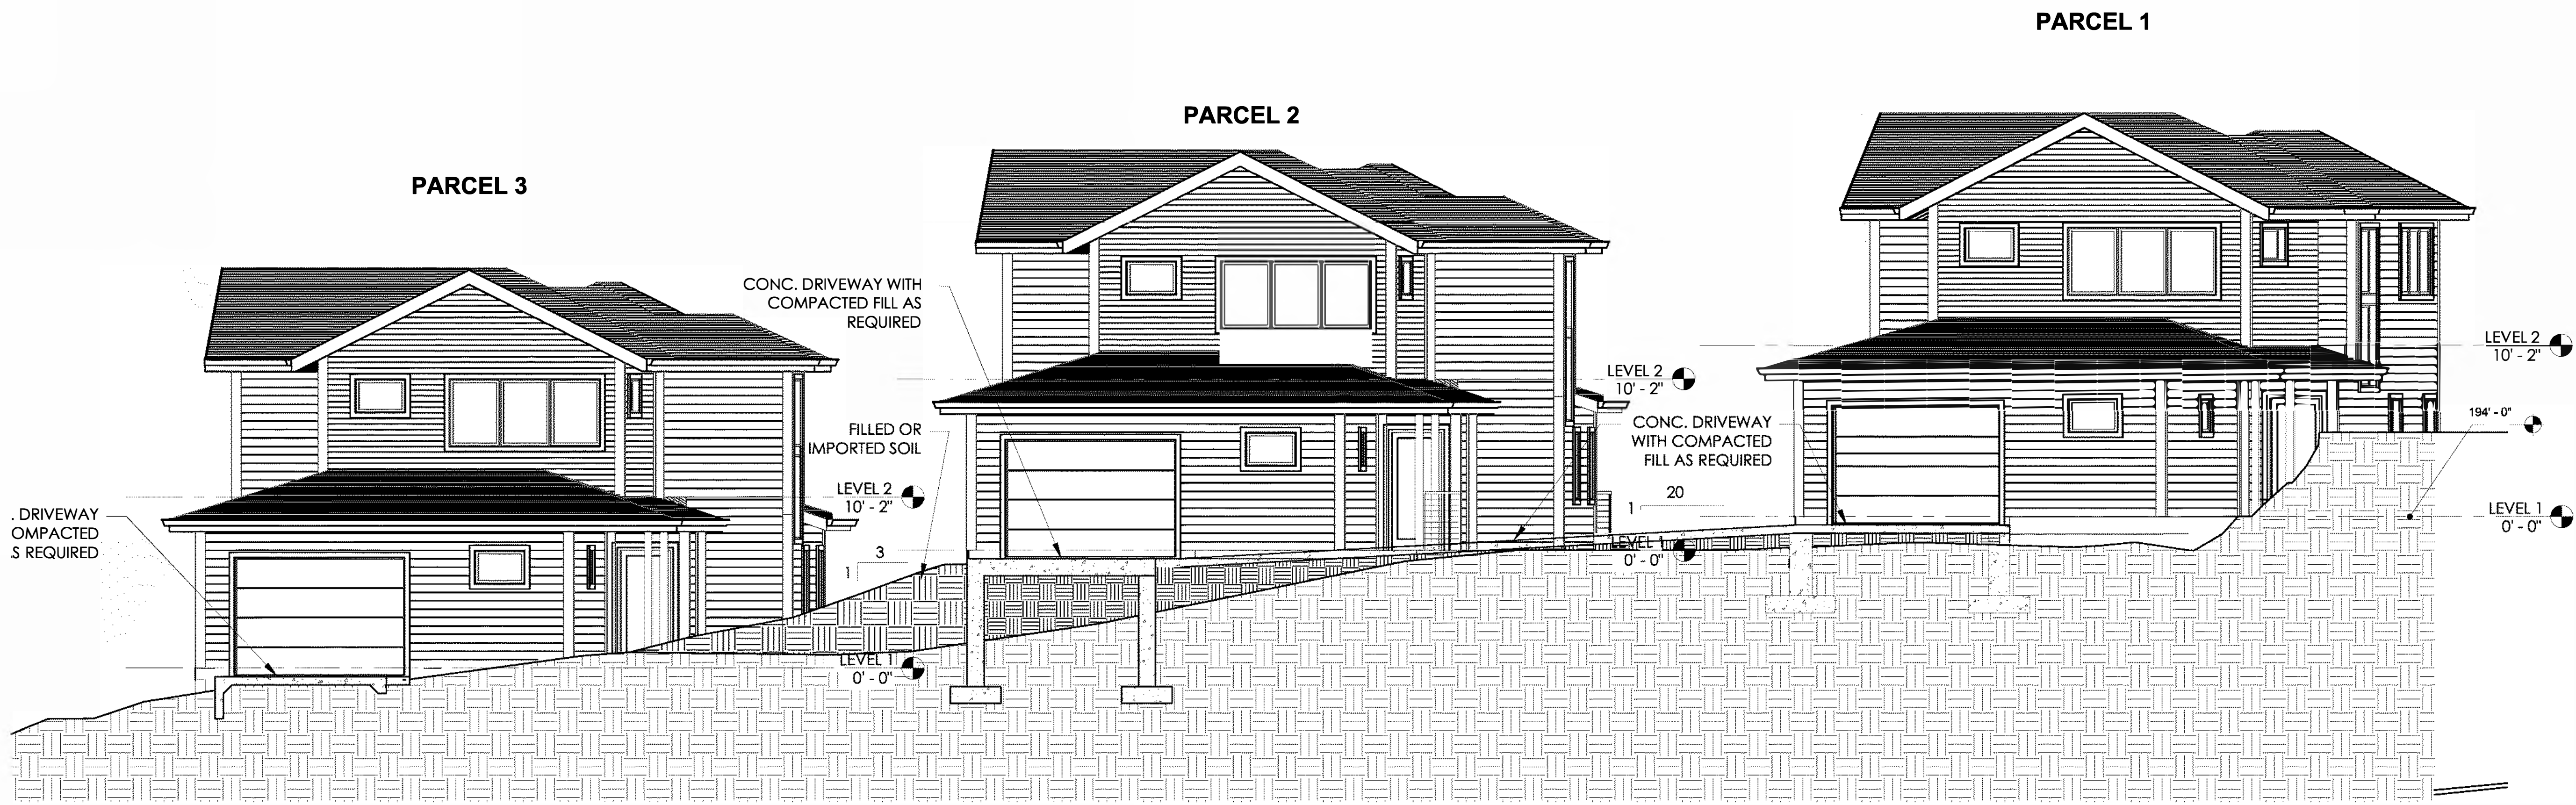 PARCEL 1
PARCEL 2
PARCEL 3
CONC. DRIVEWAY WITH
COMPACTED FILL AS
REQUIRED
FILLED OR
IMPORTED SOIL
LEVEL 2
10' - 2"
. DRIVEWAY
OMPACTED
S REQUIRED
3
1
LEVEL 1
0' - 0"
LEVEL 2
10' - 2"
CONC. DRIVEWAY
WITH COMPACTED
FILL AS REQUIRED
20
1
LEVEL 1
0' - 0"
LEVEL 2
10' - 2"
194' - 0"
LEVEL 1
0' - 0"